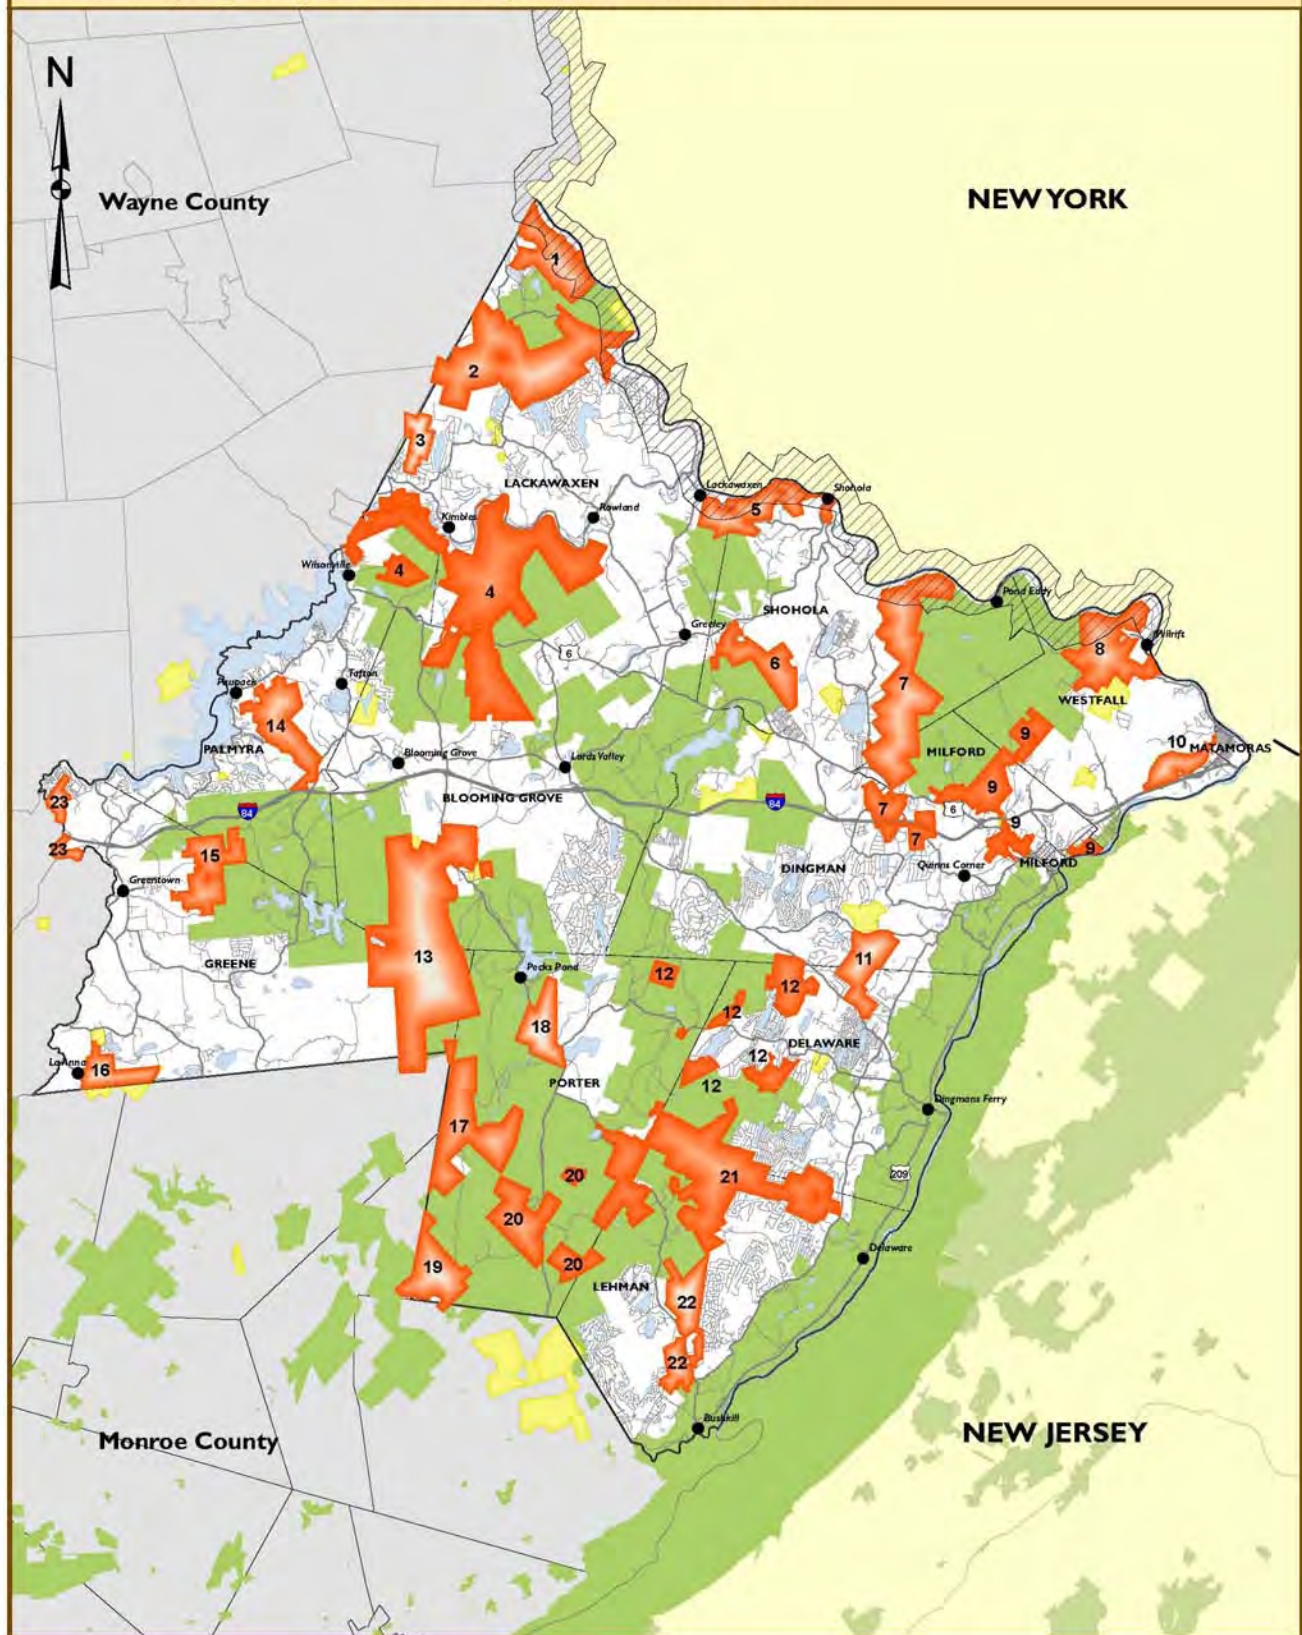 N
Wayne County
NEW YORK
1
2
3
LACKAWAXEN
Lackawaxen
Shohola
5
Rowland
Kimbles
Wilsonville
4
4
Pond Eddy
SHOHOLA
Greeley
8
Millrift
6
6
7
WESTFALL
Tafton
Paupack
14
9
10
MATAMORAS
PALMYRA
MILFORD
Blooming Grove
Lords Valley
9
BLOOMING GROVE
23
84
84
7
6
9
7
23
15
9
MILFORD
DINGMAN
Quinns Corner
Greentown
13
11
GREENE
Pecks Pond
12
12
12
18
DELAWARE
12
LaAnna
16
PORTER
12
Dingmans Ferry
17
20
21
209
20
Delaware
19
20
LEHMAN
22
22
Bushkill
Monroe County
NEW JERSEY